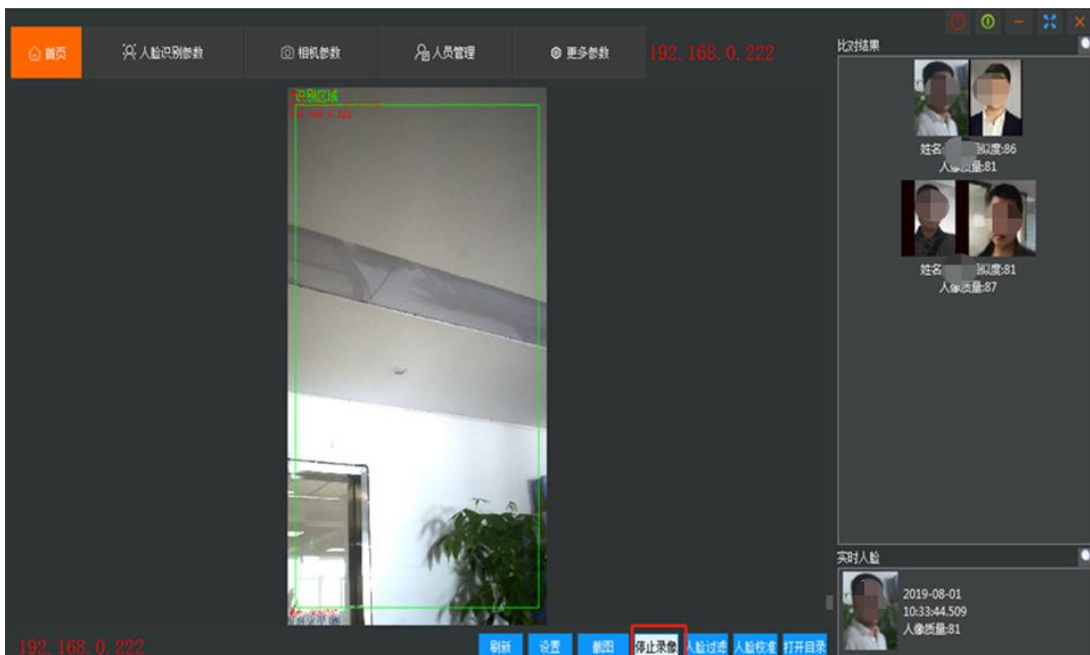 首页 人脸识别参数 相机参数 人员管理 更多参数 192.168.0.222
比对结果
识别区域
姓名: 似度:86
人像质量:81
姓名 似度:81
人像质量:87
实时人脸
2019-08-01
10:33:44.509
人像质量:81
192.168.0.222
刷新 设置 截图 停止录像 人脸过滤 人脸校准 打开目录